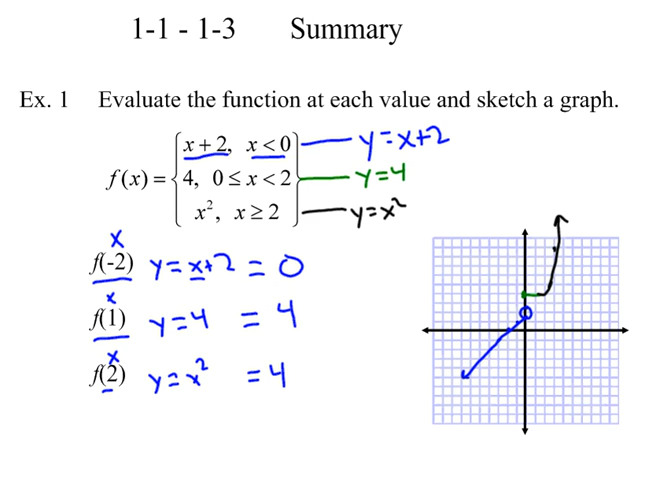 1-1 - 1-3 Summary
Ex. 1 Evaluate the function at each value and sketch a graph.
x + 2, x < 0 y = x+2
f(x) = 4, 0 ≤ x < 2 y = 4
x², x ≥ 2 y = x²
x
f(-2) y = x+2 = 0
x
f(1) y = 4 = 4
x
f(2) y = x² = 4